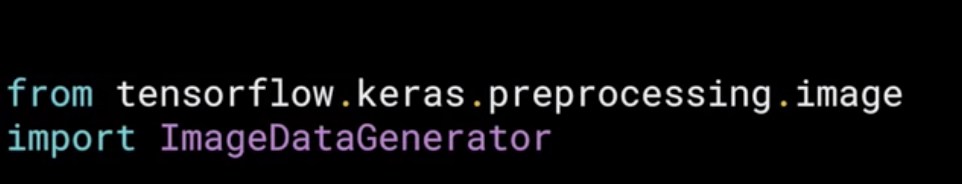 from tensorflow.keras.preprocessing.image
import ImageDataGenerator